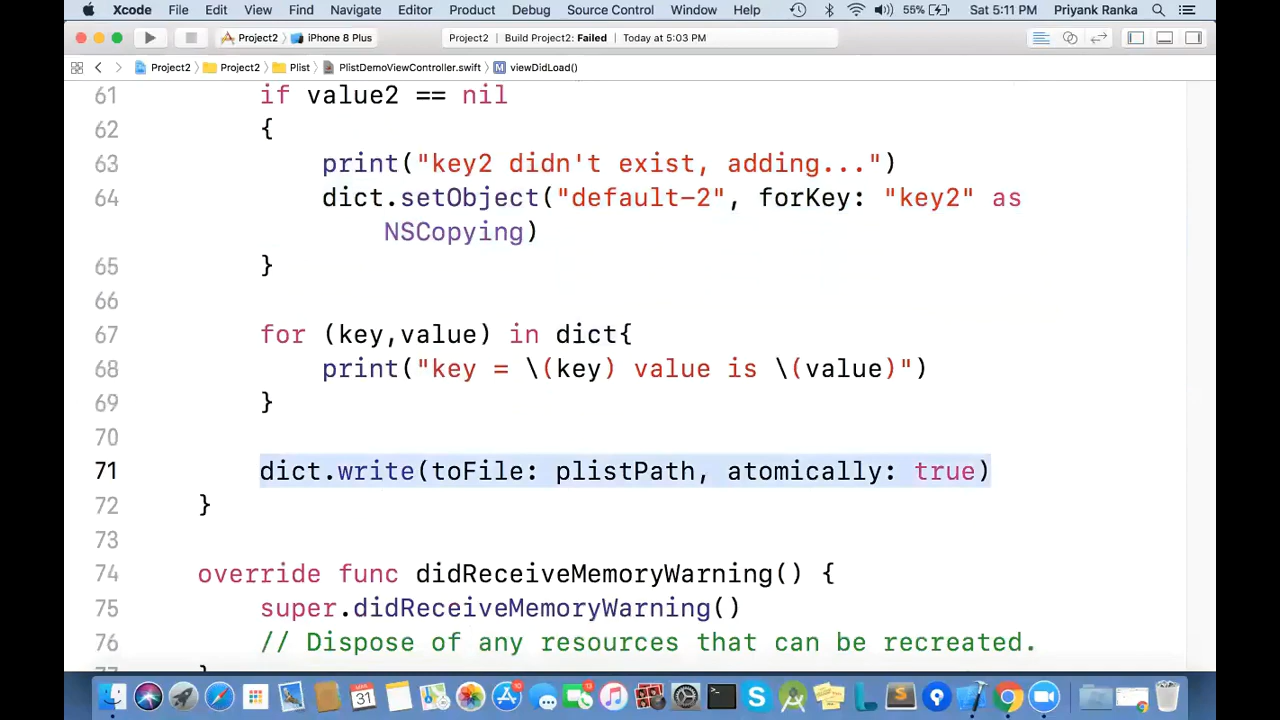 Xcode File Edit View Find Navigate Editor Product Debug Source Control Window Help 55% Sat 5:11 PM Priyank Ranka
Project2 iPhone 8 Plus Project2 Build Project2: Failed Today at 5:03 PM
Project2 Project2 Plist PlistDemoViewController.swift M viewDidLoad()
61 if value2 == nil
62 {
63 print("key2 didn't exist, adding...")
64 dict.setObject("default-2", forKey: "key2" as
NSCopying)
65 }
66
67 for (key,value) in dict{
68 print("key = \(key) value is \(value)")
69 }
70
71 dict.write(toFile: plistPath, atomically: true)
72 }
73
74 override func didReceiveMemoryWarning() {
75 super.didReceiveMemoryWarning()
76 // Dispose of any resources that can be recreated.